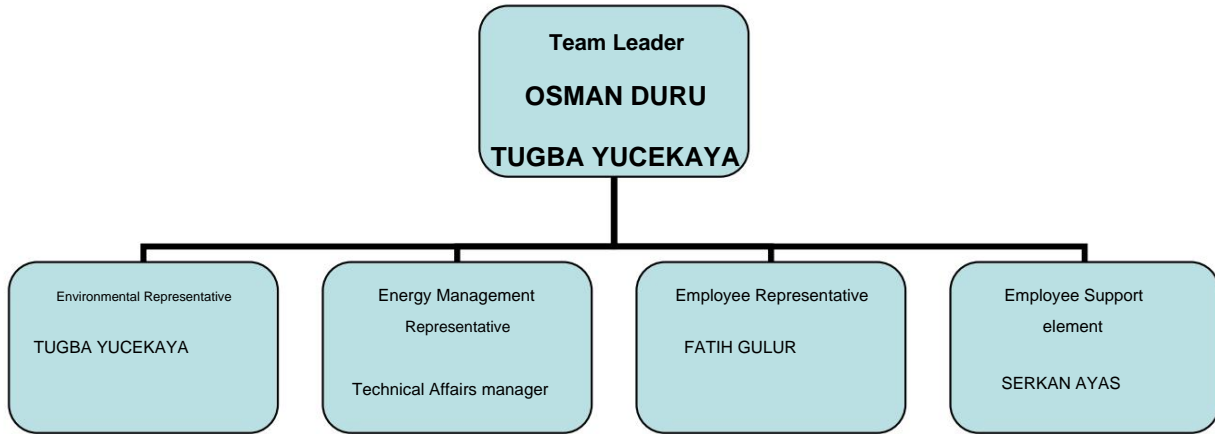 Team Leader
OSMAN DURU
TUGBA YUCEKAYA
Environmental Representative
TUGBA YUCEKAYA
Energy Management
Representative
Technical Affairs manager
Employee Representative
FATIH GULUR
Employee Support
element
SERKAN AYAS